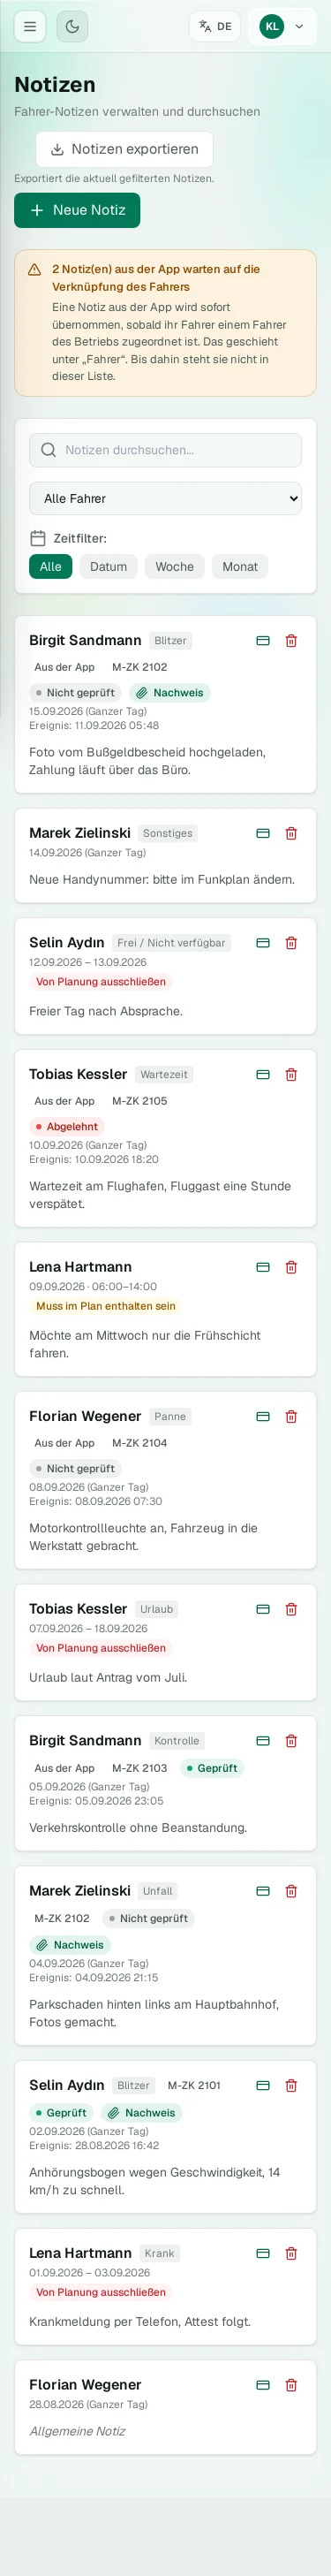 DE
KL
Notizen
Fahrer-Notizen verwalten und durchsuchen
Notizen exportieren
Exportiert die aktuell gefilterten Notizen.
Neue Notiz
2 Notiz(en) aus der App warten auf die
Verknüpfung des Fahrers
Eine Notiz aus der App wird sofort
übernommen, sobald ihr Fahrer einem Fahrer
des Betriebs zugeordnet ist. Das geschieht
unter „Fahrer“. Bis dahin steht sie nicht in
dieser Liste.
Notizen durchsuchen...
Alle Fahrer
Zeitfilter:
Alle Datum Woche Monat
Birgit Sandmann Blitzer
Aus der App M-ZK 2102
Nicht geprüft Nachweis
15.09.2026 (Ganzer Tag)
Ereignis: 11.09.2026 05:48
Foto vom Bußgeldbescheid hochgeladen,
Zahlung läuft über das Büro.
Marek Zielinski Sonstiges
14.09.2026 (Ganzer Tag)
Neue Handynummer: bitte im Funkplan ändern.
Selin Aydın Frei / Nicht verfügbar
12.09.2026 – 13.09.2026
Von Planung ausschließen
Freier Tag nach Absprache.
Tobias Kessler Wartezeit
Aus der App M-ZK 2105
Abgelehnt
10.09.2026 (Ganzer Tag)
Ereignis: 10.09.2026 18:20
Wartezeit am Flughafen, Fluggast eine Stunde
verspätet.
Lena Hartmann
09.09.2026 · 06:00–14:00
Muss im Plan enthalten sein
Möchte am Mittwoch nur die Frühschicht
fahren.
Florian Wegener Panne
Aus der App M-ZK 2104
Nicht geprüft
08.09.2026 (Ganzer Tag)
Ereignis: 08.09.2026 07:30
Motorkontrollleuchte an, Fahrzeug in die
Werkstatt gebracht.
Tobias Kessler Urlaub
07.09.2026 – 18.09.2026
Von Planung ausschließen
Urlaub laut Antrag vom Juli.
Birgit Sandmann Kontrolle
Aus der App M-ZK 2103 Geprüft
05.09.2026 (Ganzer Tag)
Ereignis: 05.09.2026 23:05
Verkehrskontrolle ohne Beanstandung.
Marek Zielinski Unfall
M-ZK 2102 Nicht geprüft
Nachweis
04.09.2026 (Ganzer Tag)
Ereignis: 04.09.2026 21:15
Parkschaden hinten links am Hauptbahnhof,
Fotos gemacht.
Selin Aydın Blitzer M-ZK 2101
Geprüft Nachweis
02.09.2026 (Ganzer Tag)
Ereignis: 28.08.2026 16:42
Anhörungsbogen wegen Geschwindigkeit, 14
km/h zu schnell.
Lena Hartmann Krank
01.09.2026 – 03.09.2026
Von Planung ausschließen
Krankmeldung per Telefon, Attest folgt.
Florian Wegener
28.08.2026 (Ganzer Tag)
Allgemeine Notiz